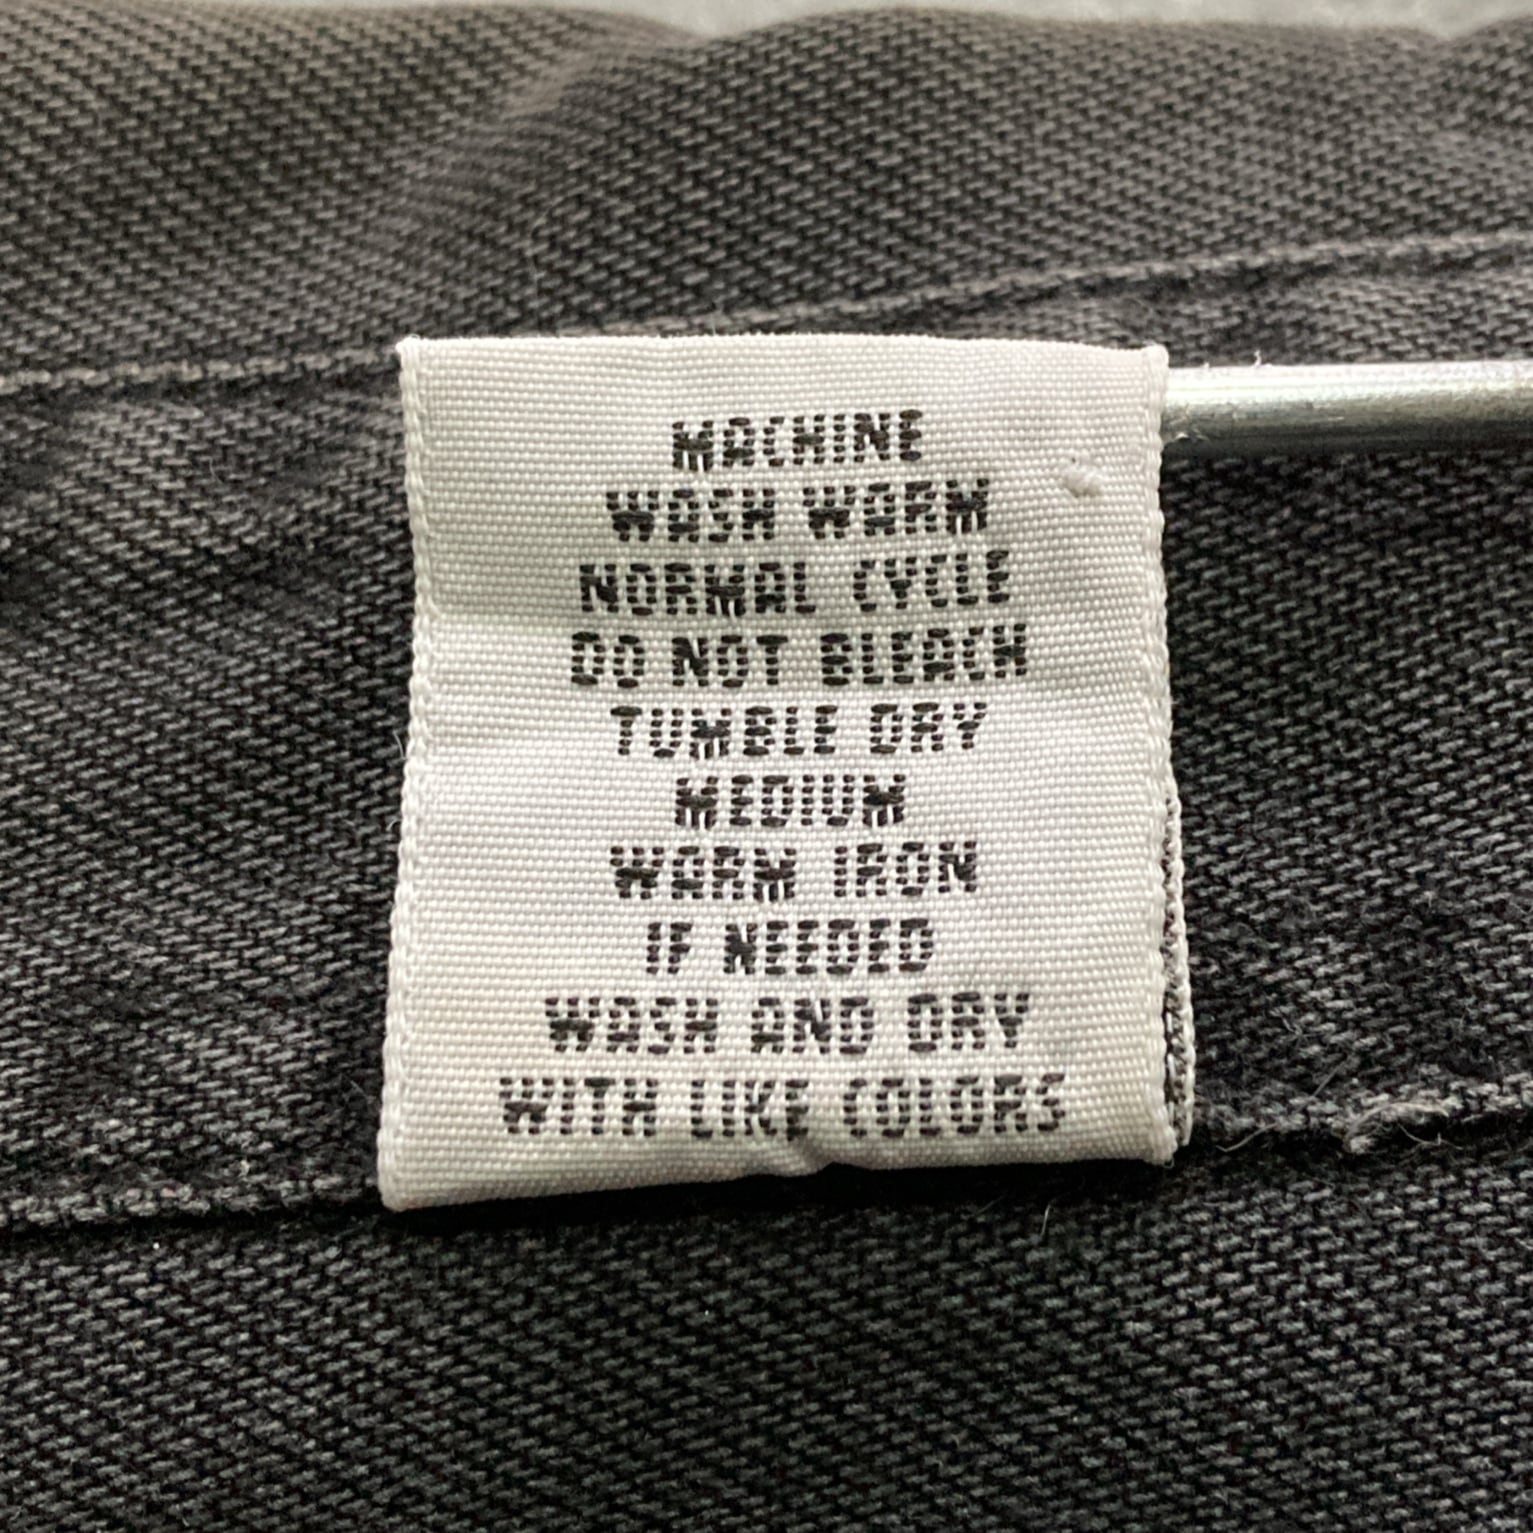 MACHINE
WASH WARM
NORMAL CYCLE
DO NOT BLEACH
TUMBLE DRY
MEDIUM
WARM IRON
IF NEEDED
WASH AND DRY
WITH LIKE COLORS